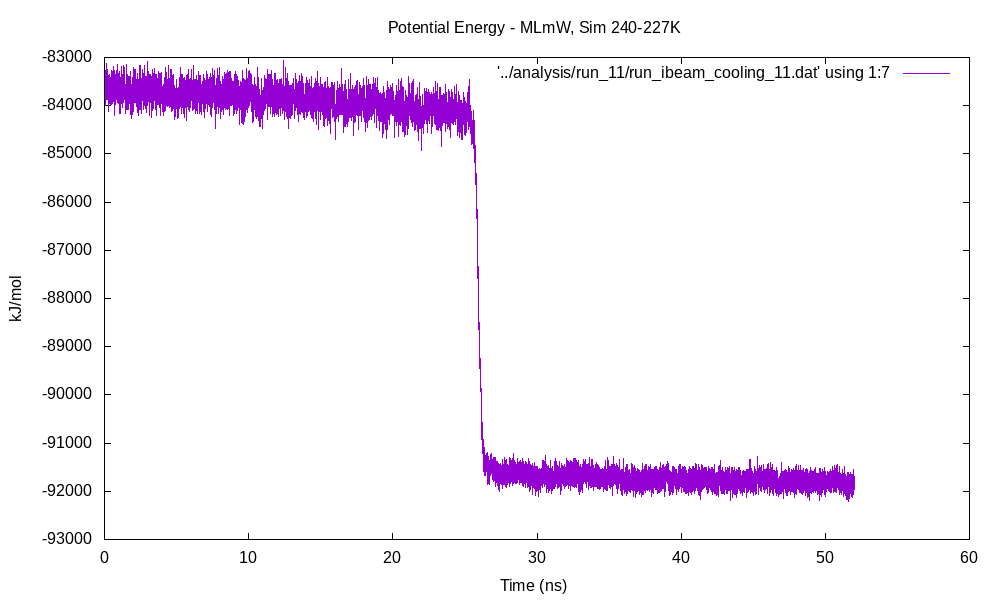 Potential Energy - MLmW, Sim 240-227K
'../analysis/run_11/run_ibeam_cooling_11.dat' using 1:7
-83000
-84000
-85000
-86000
-87000
-88000
-89000
-90000
-91000
-92000
-93000
kJ/mol
0 10 20 30 40 50 60
Time (ns)